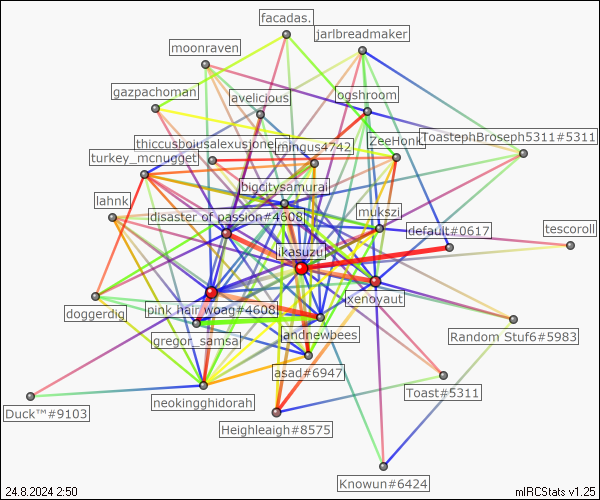 facadas.
jarlbreadmaker
moonraven
gazpachoman
avelicious
ogshroom
thiccusboiusalexusjone
mingus4742
ZeeHonk
ToastephBroseph5311#5311
turkey_mcnugget
bigcitysamurai
lahnk
disaster of passion#4608
mukszi
default#0617
tescoroll
ikasuzu
doggerdig
pink hair woag#4608
xenoyaut
gregor_samsa
andnewbees
Random Stuf6#5983
asad#6947
Toast#5311
neokingghidorah
Duck™#9103
Heighleaigh#8575
Knowun#6424
24.8.2024 2:50
mIRCStats v1.25